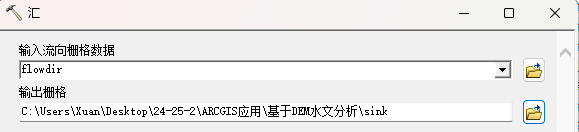 汇
输入流向栅格数据
flowdir
输出栅格
C:\Users\Xuan\Desktop\24-25-2\ARCGIS应用\基于DEM水文分析\sink